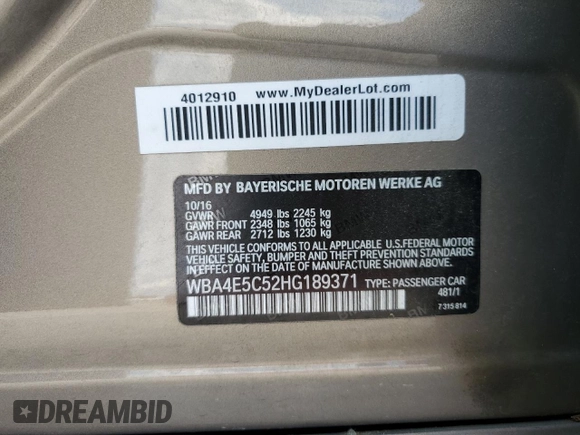 4012910 www.MyDealerLot.com
MFD BY BAYERISCHE MOTOREN WERKE AG
10/16
GVWR 4949 lbs 2245 kg
GAWR FRONT 2348 lbs 1065 kg
GAWR REAR 2712 lbs 1230 kg
THIS VEHICLE CONFORMS TO ALL APPLICABLE U.S.FEDERAL MOTOR
VEHICLE SAFETY, BUMPER AND THEFT PREVENTION
STANDARDS IN EFFECT ON THE DATE OF MANUFACTURE SHOWN ABOVE.
WBA4E5C52HG189371 TYPE: PASSENGER CAR
481/1
7 315 814
DREAMBID